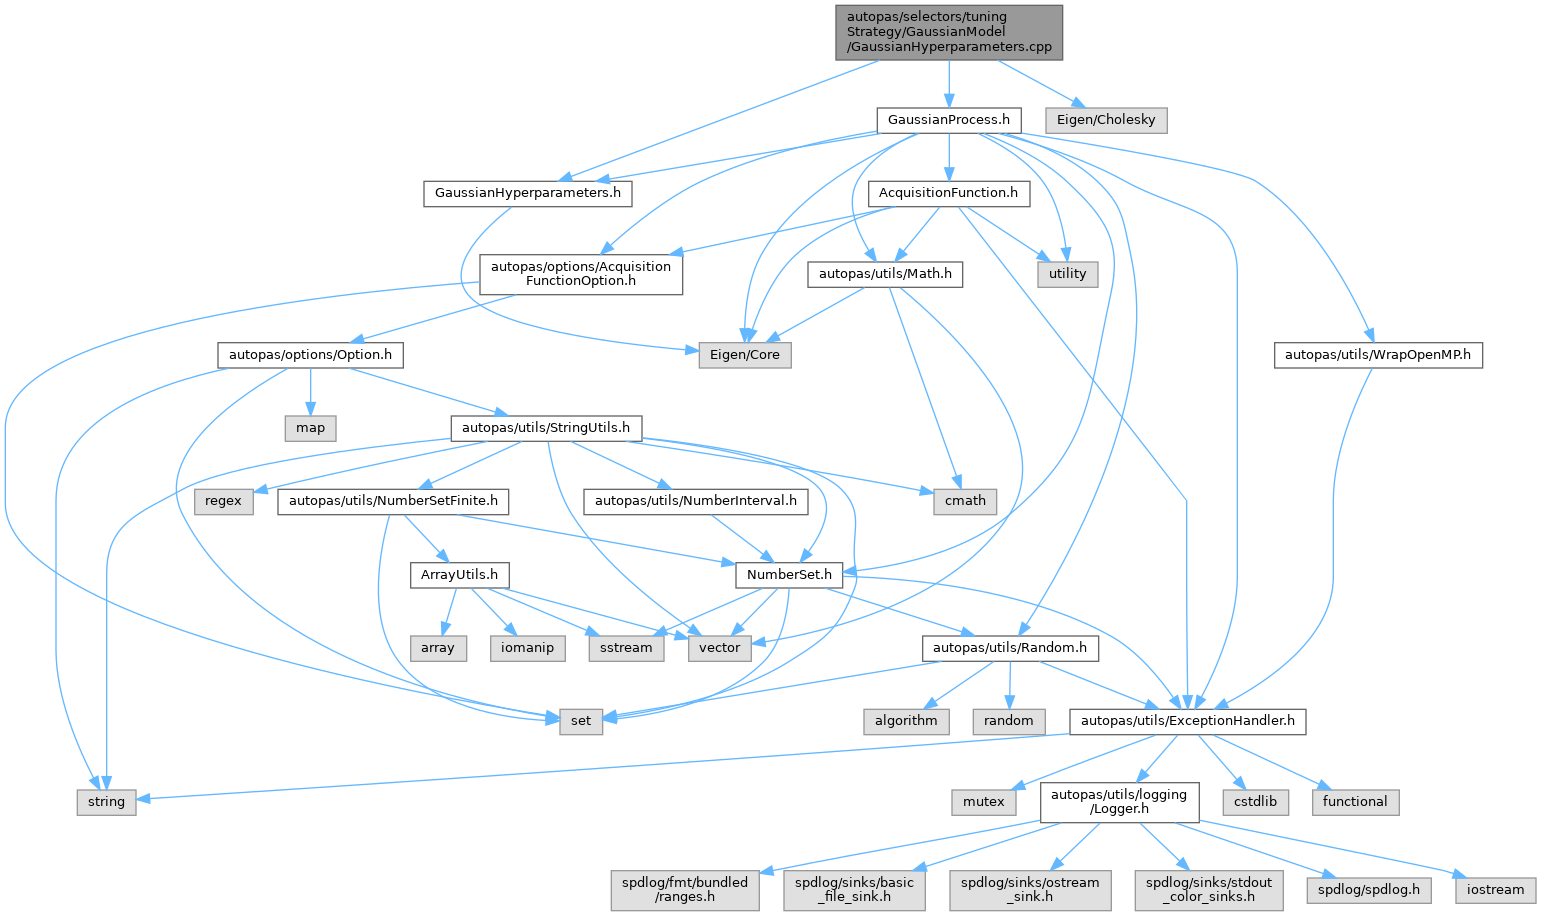 autopas/selectors/tuning
Strategy/GaussianModel
/GaussianHyperparameters.cpp
GaussianProcess.h
Eigen/Cholesky
GaussianHyperparameters.h
AcquisitionFunction.h
autopas/options/Acquisition
FunctionOption.h
autopas/utils/Math.h
utility
autopas/options/Option.h
Eigen/Core
autopas/utils/WrapOpenMP.h
map
autopas/utils/StringUtils.h
regex
autopas/utils/NumberSetFinite.h
autopas/utils/NumberInterval.h
cmath
ArrayUtils.h
NumberSet.h
array
iomanip
sstream
vector
autopas/utils/Random.h
set
algorithm
random
autopas/utils/ExceptionHandler.h
string
mutex
autopas/utils/logging
/Logger.h
cstdlib
functional
spdlog/fmt/bundled
/ranges.h
spdlog/sinks/basic
_file_sink.h
spdlog/sinks/ostream
_sink.h
spdlog/sinks/stdout
_color_sinks.h
spdlog/spdlog.h
iostream